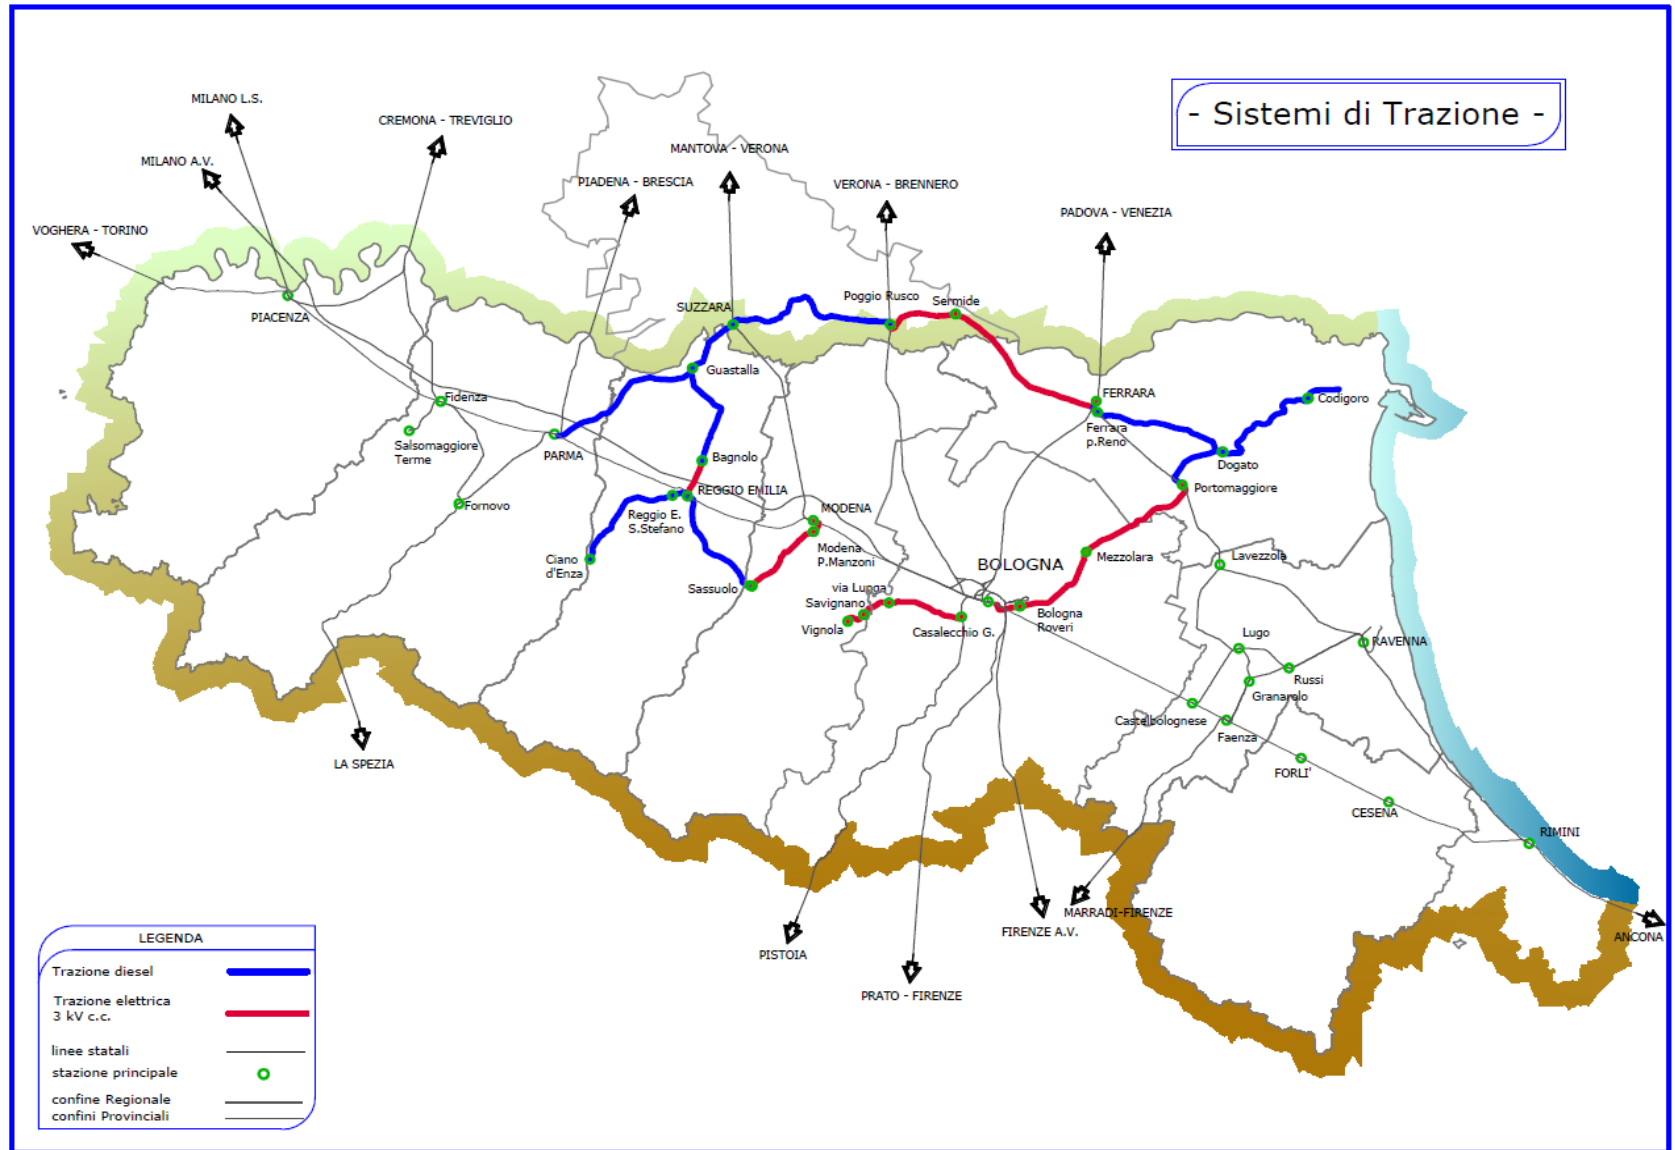 - Sistemi di Trazione -
MILANO L.S.
CREMONA - TREVIGLIO
MANTOVA - VERONA
MILANO A.V.
PIADENA - BRESCIA
VERONA - BRENNERO
PADOVA - VENEZIA
VOGHERA - TORINO
PIACENZA
SUZZARA
Poggio Rusco
Sermide
Guastalla
Fidenza
FERRARA
Codigoro
Salsomaggiore
Terme
PARMA
Ferrara
p.Reno
Bagnolo
Dogato
REGGIO EMILIA
Portomaggiore
Fornovo
Reggio E.
S.Stefano
MODENA
Modena
P.Manzoni
Ciano
d'Enza
BOLOGNA
Mezzolara
Lavezzola
Sassuolo
via Lunga
Savignano
Vignola
Casalecchio G.
Bologna
Roveri
Lugo
RAVENNA
Russi
Granarolo
Castelbolognese
Faenza
FORLI'
CESENA
RIMINI
LA SPEZIA
PISTOIA
PRATO - FIRENZE
FIRENZE A.V.
MARRADI-FIRENZE
ANCONA
LEGENDA
Trazione diesel
Trazione elettrica
3 kV c.c.
linee statali
stazione principale
confine Regionale
confini Provinciali